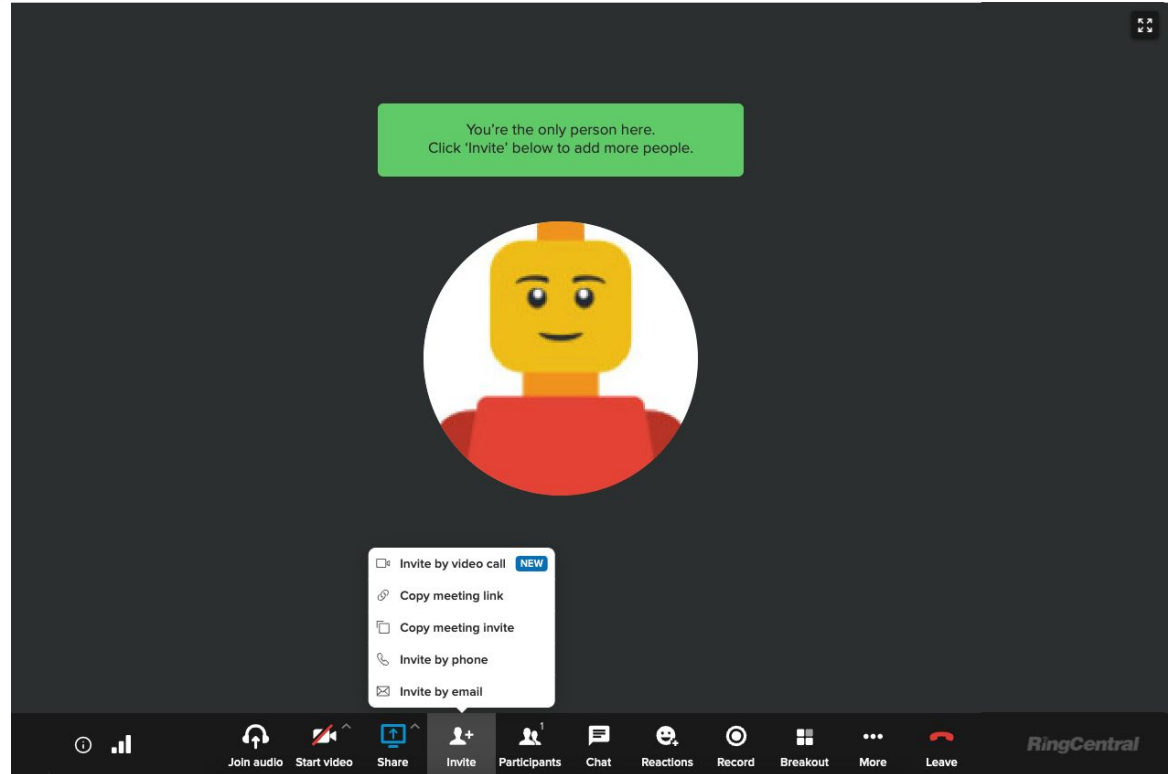 You're the only person here.
Click 'Invite' below to add more people.
Invite by video call NEW
Copy meeting link
Copy meeting invite
Invite by phone
Invite by email
1
Join audio Start video Share Invite Participants Chat Reactions Record Breakout More Leave
RingCentral